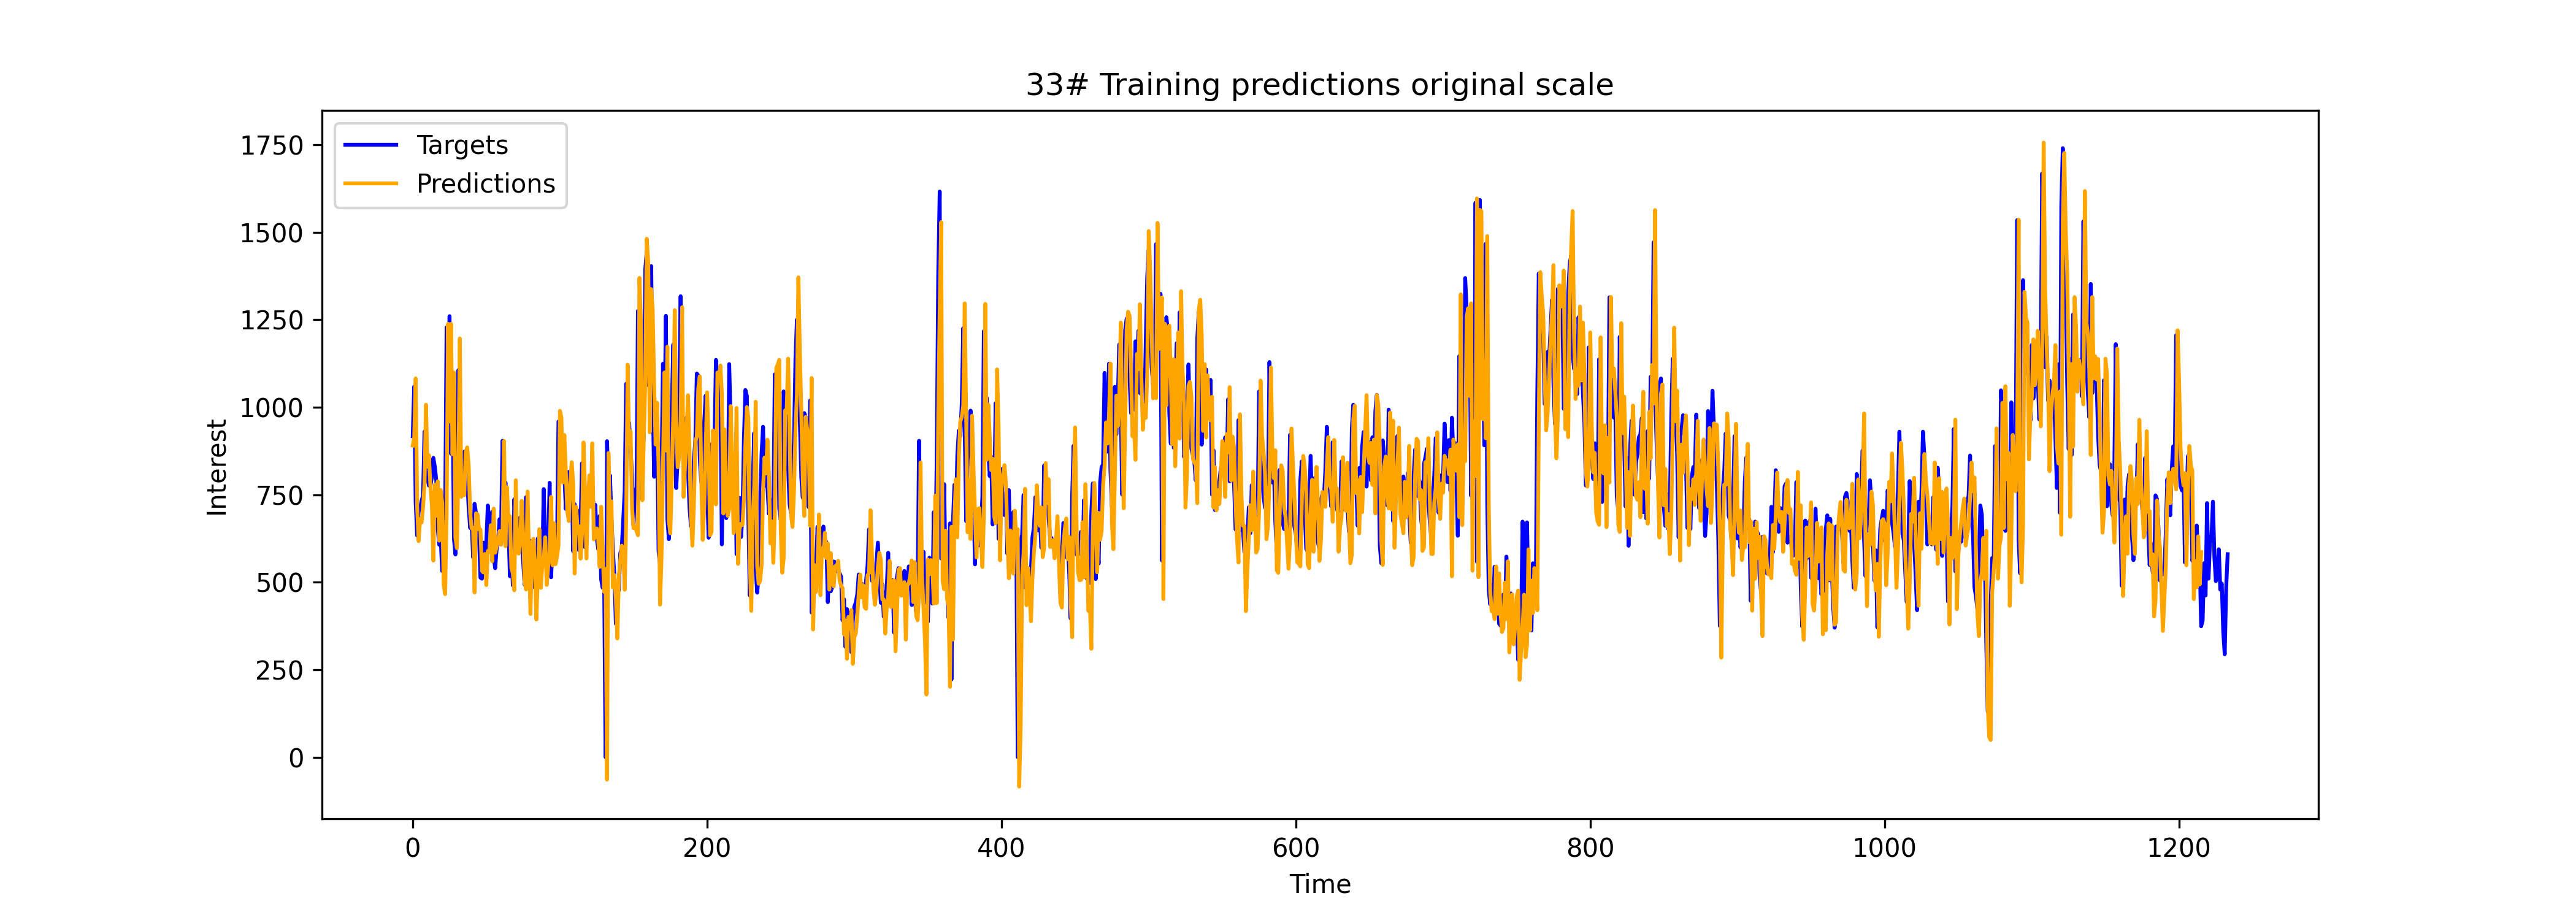 33# Training predictions original scale
Targets
Predictions
1750
1500
1250
1000
750
500
250
0
Interest
0 200 400 600 800 1000 1200
Time